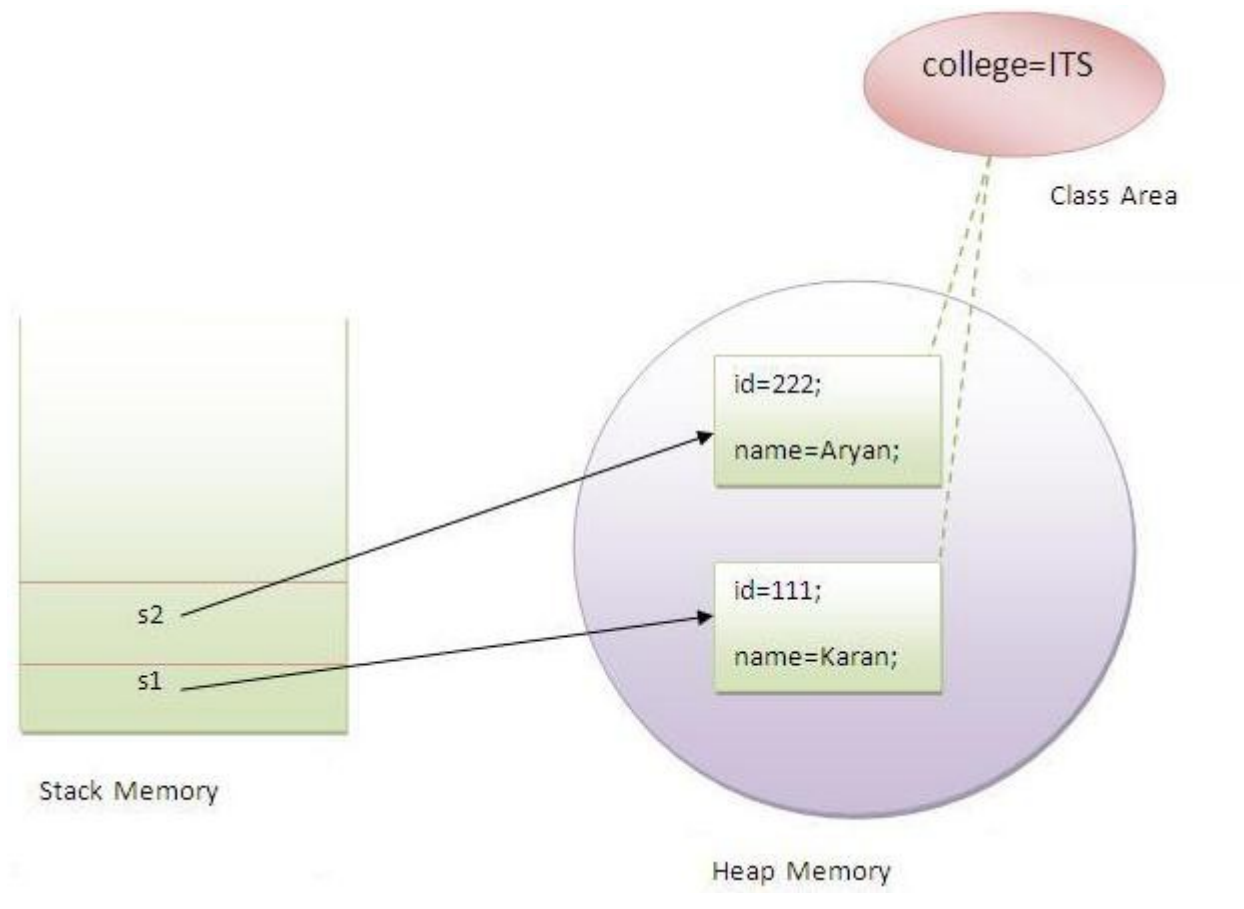 college=ITS
Class Area
id=222;
name=Aryan;
s2
id=111;
name=Karan;
s1
Stack Memory
Heap Memory